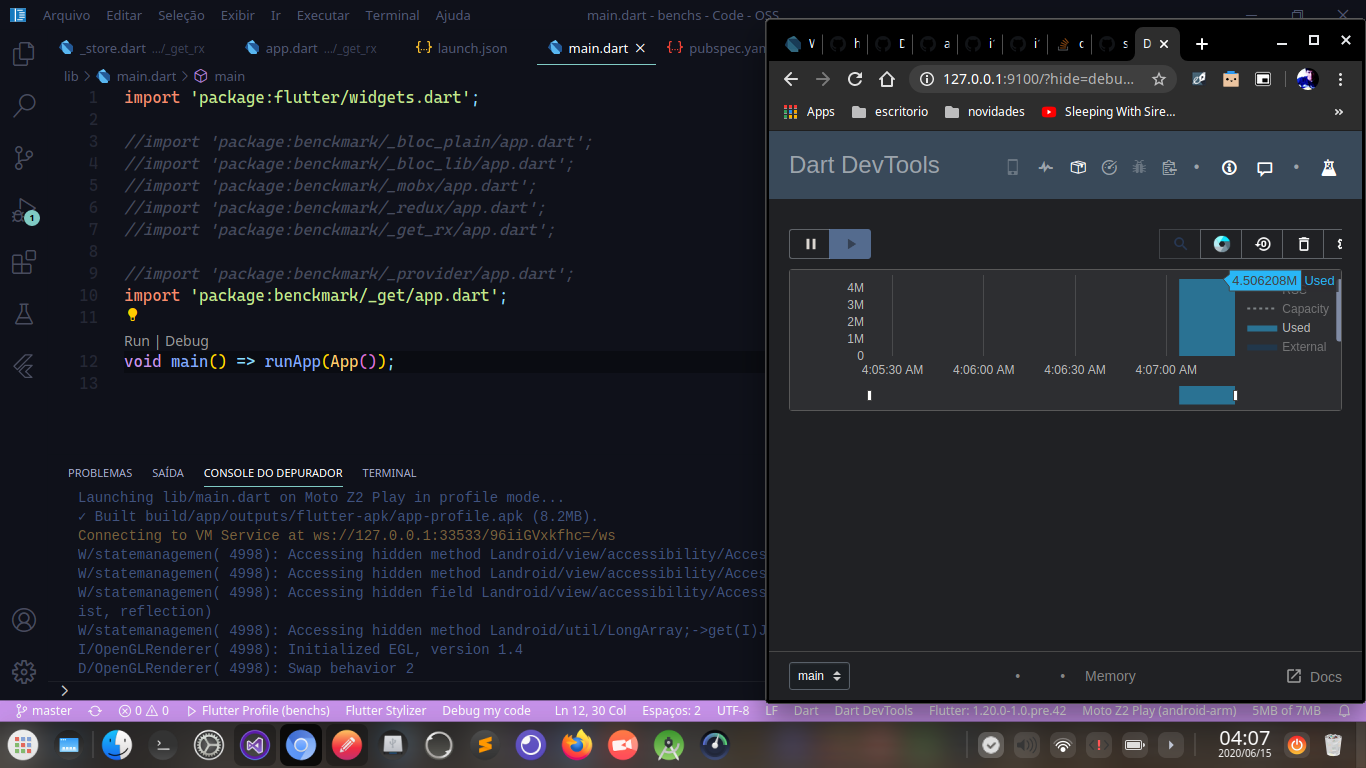 Arquivo Editar Seleção Exibir Ir Executar Terminal Ajuda
main.dart - benchs - Code - OSS
_store.dart .../_get_rx app.dart .../_get_rx launch.json main.dart pubspec.yam
lib > main.dart > main
1 import 'package:flutter/widgets.dart';
2
3 //import 'package:benckmark/_bloc_plain/app.dart';
4 //import 'package:benckmark/_bloc_lib/app.dart';
5 //import 'package:benckmark/_mobx/app.dart';
6 //import 'package:benckmark/_redux/app.dart';
7 //import 'package:benckmark/_get_rx/app.dart';
8
9 //import 'package:benckmark/_provider/app.dart';
10 import 'package:benckmark/_get/app.dart';
11
Run | Debug
12 void main() => runApp(App());
13
1
PROBLEMAS SAÍDA CONSOLE DO DEPURADOR TERMINAL
Launching lib/main.dart on Moto Z2 Play in profile mode...
✓ Built build/app/outputs/flutter-apk/app-profile.apk (8.2MB).
Connecting to VM Service at ws://127.0.0.1:33533/96iiGVxkfhc=/ws
W/statemanagemen( 4998): Accessing hidden method Landroid/view/accessibility/Acces
W/statemanagemen( 4998): Accessing hidden method Landroid/view/accessibility/Acces
W/statemanagemen( 4998): Accessing hidden field Landroid/view/accessibility/Access
ist, reflection)
W/statemanagemen( 4998): Accessing hidden method Landroid/util/LongArray;->get(I)J
I/OpenGLRenderer( 4998): Initialized EGL, version 1.4
D/OpenGLRenderer( 4998): Swap behavior 2
>
master 0 0 Flutter Profile (benchs) Flutter Stylizer Debug my code Ln 12, 30 Col Espaços: 2 UTF-8 LF Dart Dart DevTools Flutter: 1.20.0-1.0.pre.42 Moto Z2 Play (android-arm) 5MB of 7MB
D
127.0.0.1:9100/?hide=debu...
Apps escritorio novidades Sleeping With Sire... »
Dart DevTools
4.506208M Used
4M
3M
2M
1M
0
Capacity
Used
External
4:05:30 AM 4:06:00 AM 4:06:30 AM 4:07:00 AM
main Memory Docs
04:07
2020/06/15